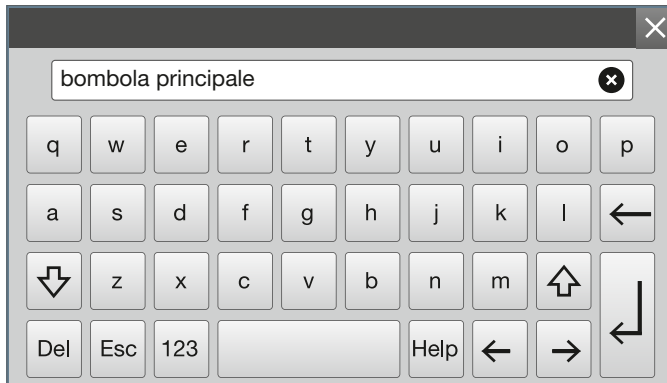 bombola principale
q w e r t y u i o p
a s d f g h j k l
z x c v b n m
Del Esc 123 Help